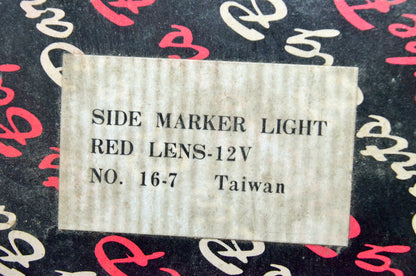 SIDE MARKER LIGHT
RED LENS-12V
NO. 16-7 Taiwan